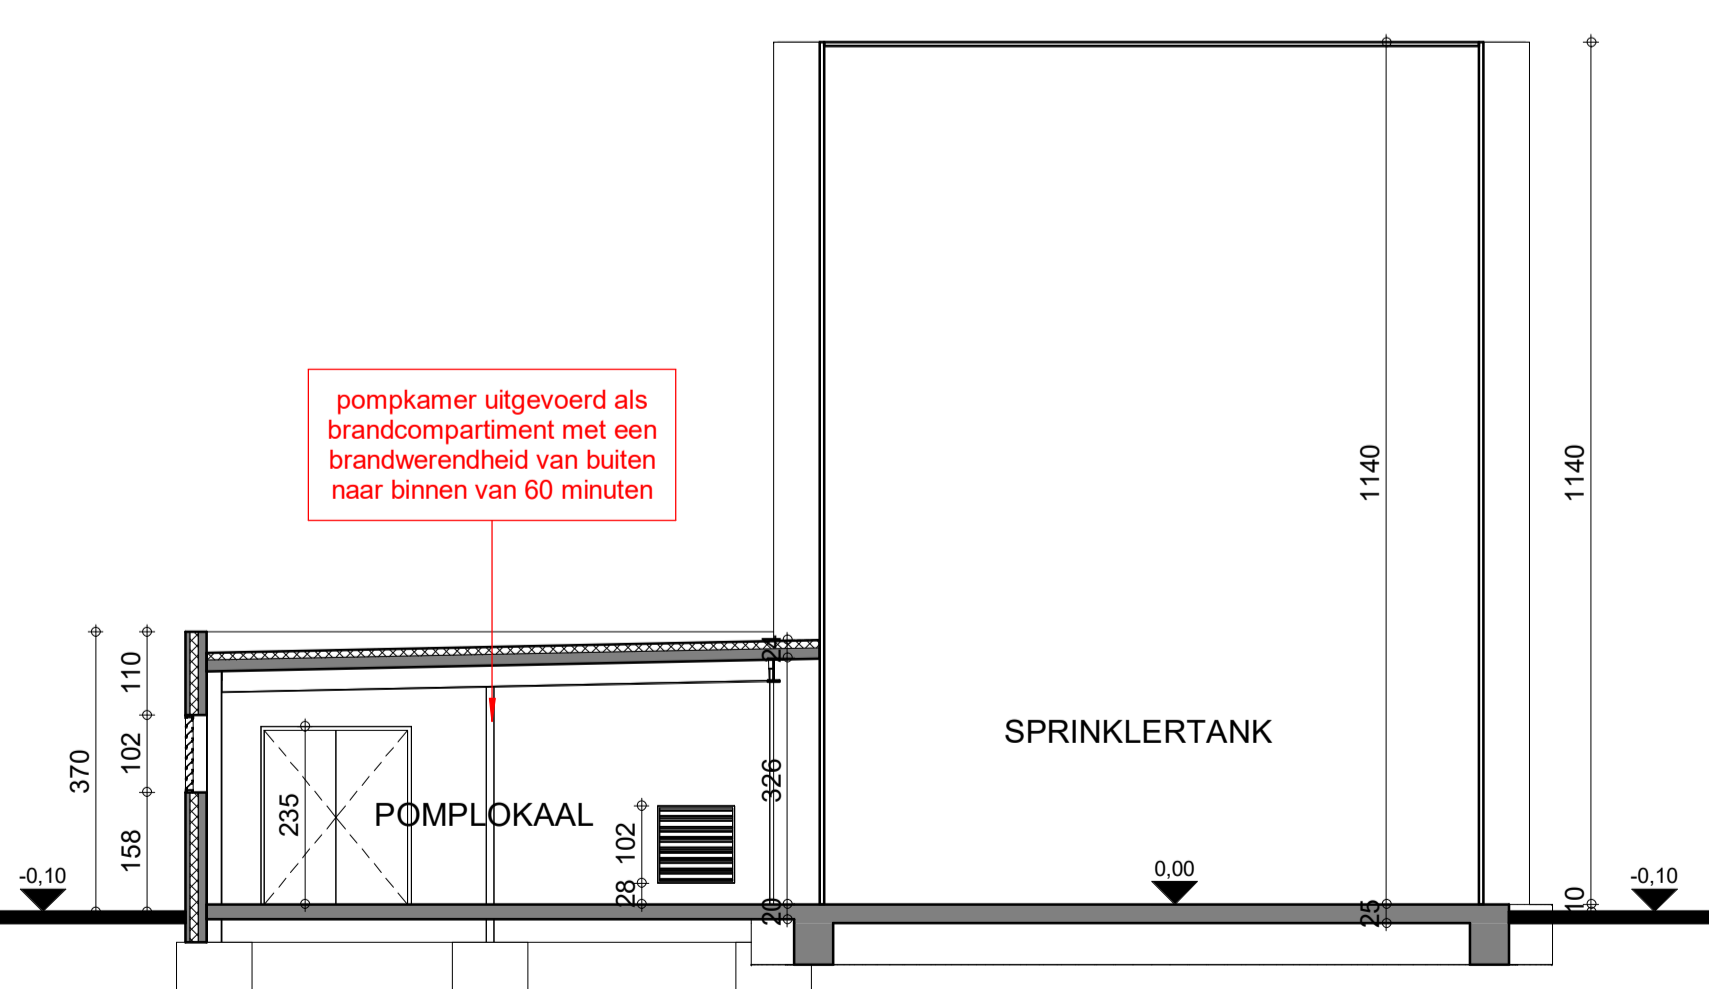 1140
1140
pompkamer uitgevoerd als
brandcompartiment met een
brandwerendheid van buiten
naar binnen van 60 minuten
110
24
102
370
SPRINKLERTANK
326
235
POMPLOKAAL
102
158
28
-0,10
0,00
-0,10
20
25
10